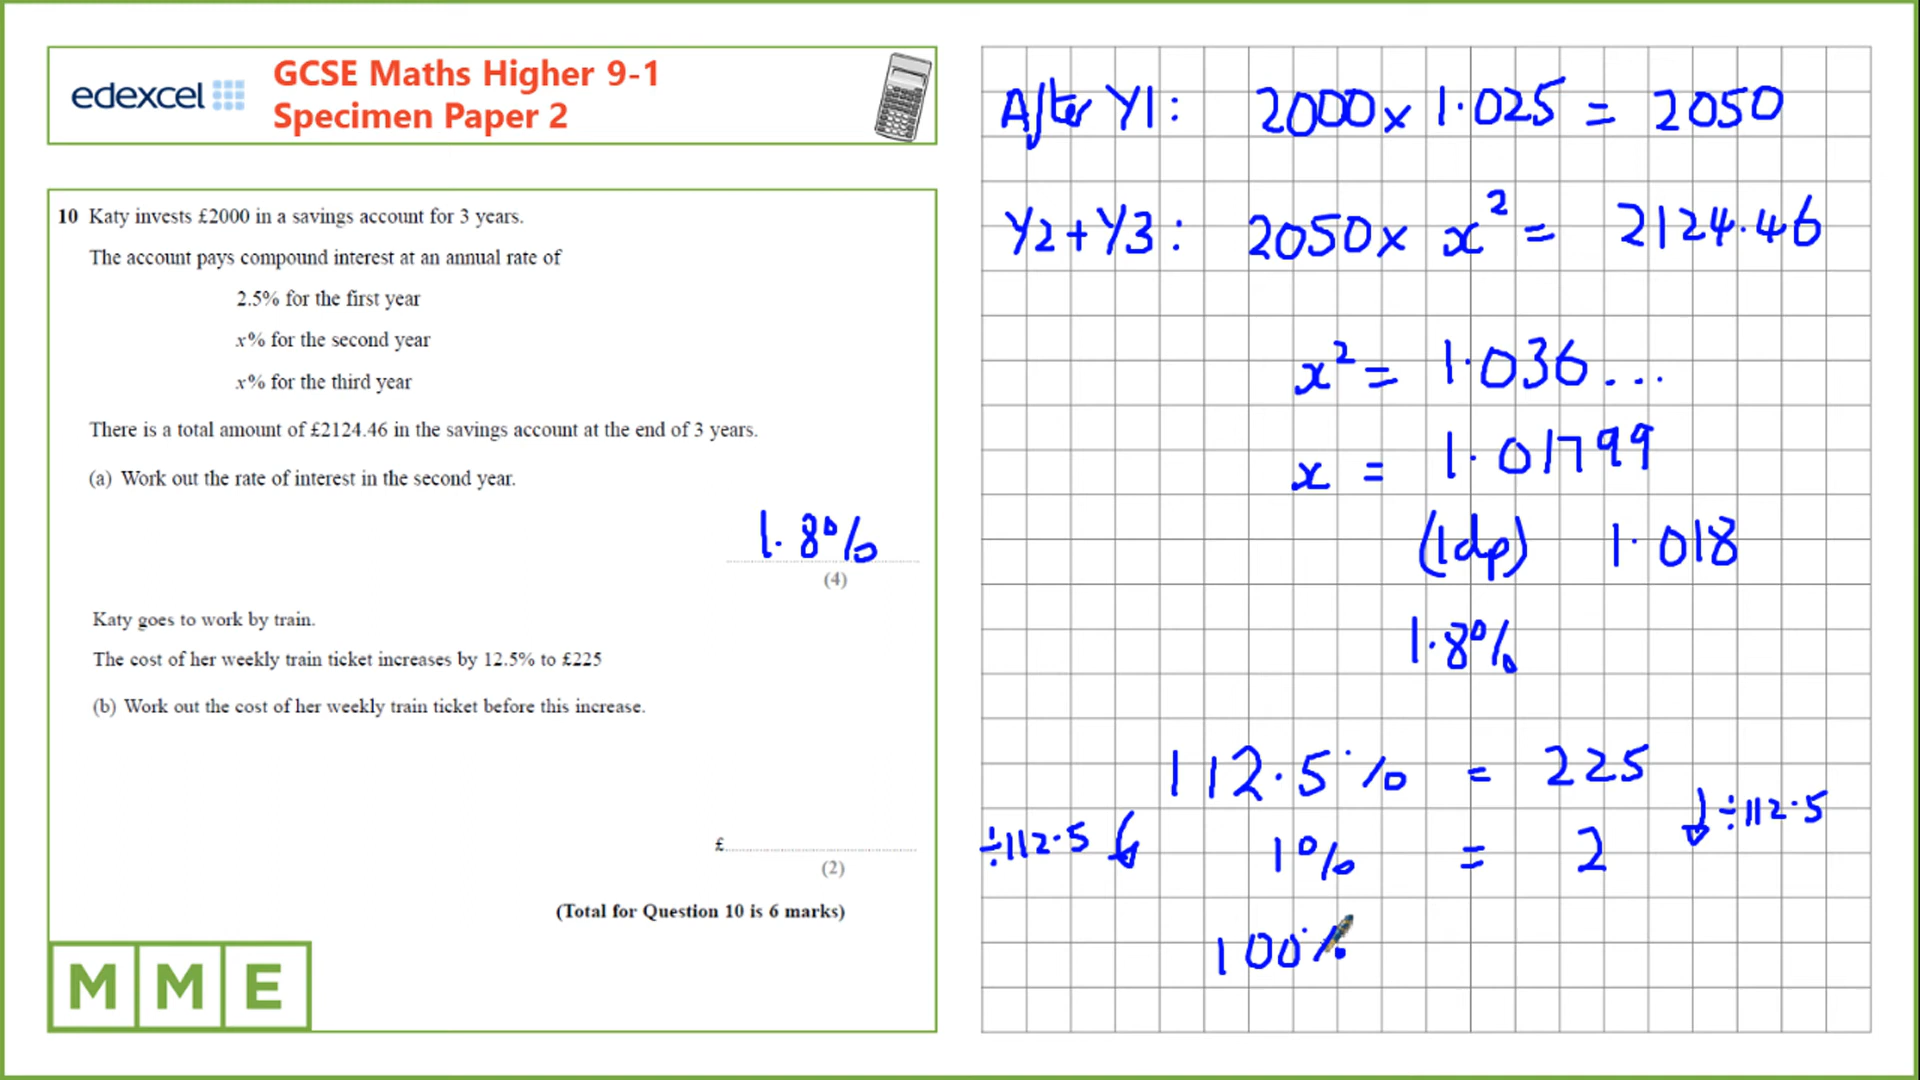 edexcel
GCSE Maths Higher 9-1
Specimen Paper 2
10 Katy invests £2000 in a savings account for 3 years.
The account pays compound interest at an annual rate of
2.5% for the first year
x% for the second year
x% for the third year
There is a total amount of £2124.46 in the savings account at the end of 3 years.
(a) Work out the rate of interest in the second year.
1.8%
(4)
Katy goes to work by train.
The cost of her weekly train ticket increases by 12.5% to £225
(b) Work out the cost of her weekly train ticket before this increase.
£
(2)
(Total for Question 10 is 6 marks)
MME
After Y1: 2000 x 1.025 = 2050
Y2+Y3: 2050 x x² = 2124.46
x² = 1.036...
x = 1.01799
(1dp) 1.018
1.8%
112.5% = 225
÷112.5 1% = 2 ÷112.5
100%